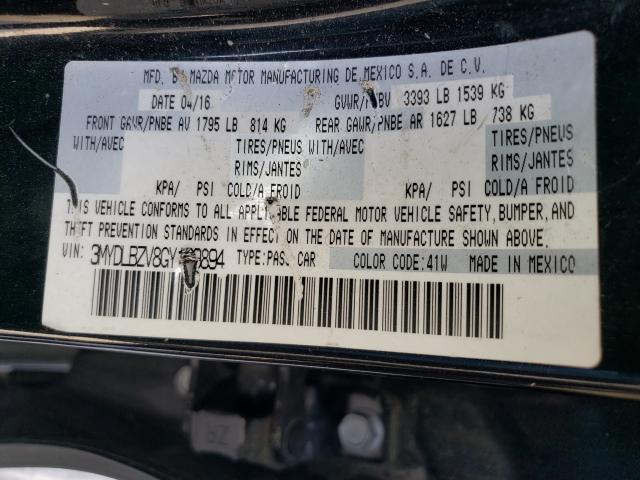 MFD. BY MAZDA MOTOR MANUFACTURING DE MEXICO S.A. DE C.V.
DATE 04/16 GVWR/PNBV 3393 LB 1539 KG
FRONT GAWR/PNBE AV 1795 LB 814 KG REAR GAWR/PNBE AR 1627 LB 738 KG
WITH/AVEC TIRES/PNEUS WITH/AVEC TIRES/PNEUS
RIMS/JANTES RIMS/JANTES
KPA/ PSI COLD/A FROID KPA/ PSI COLD/A FROID
THIS VEHICLE CONFORMS TO ALL APPLICABLE FEDERAL MOTOR VEHICLE SAFETY, BUMPER, AND
THEFT PREVENTION STANDARDS IN EFFECT ON THE DATE OF MANUFACTURE SHOWN ABOVE.
VIN: TYPE:PASS CAR COLOR CODE:41W MADE IN MEXICO